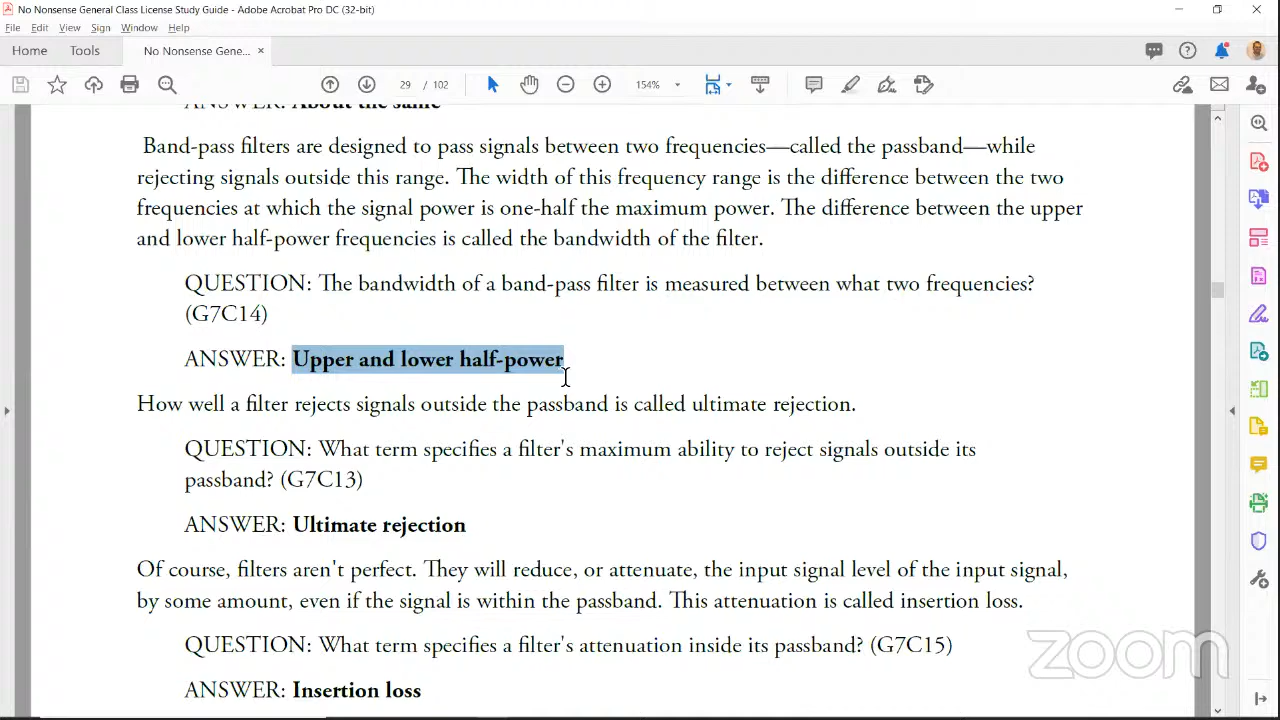 No Nonsense General Class License Study Guide - Adobe Acrobat Pro DC (32-bit)
File Edit View Sign Window Help
Home Tools No Nonsense Gene... ×
29 / 102 154%
ANSWER: About the same
Band-pass filters are designed to pass signals between two frequencies—called the passband—while
rejecting signals outside this range. The width of this frequency range is the difference between the two
frequencies at which the signal power is one-half the maximum power. The difference between the upper
and lower half-power frequencies is called the bandwidth of the filter.
QUESTION: The bandwidth of a band-pass filter is measured between what two frequencies?
(G7C14)
ANSWER: Upper and lower half-power
How well a filter rejects signals outside the passband is called ultimate rejection.
QUESTION: What term specifies a filter's maximum ability to reject signals outside its
passband? (G7C13)
ANSWER: Ultimate rejection
Of course, filters aren't perfect. They will reduce, or attenuate, the input signal level of the input signal,
by some amount, even if the signal is within the passband. This attenuation is called insertion loss.
QUESTION: What term specifies a filter's attenuation inside its passband? (G7C15)
zoom
ANSWER: Insertion loss